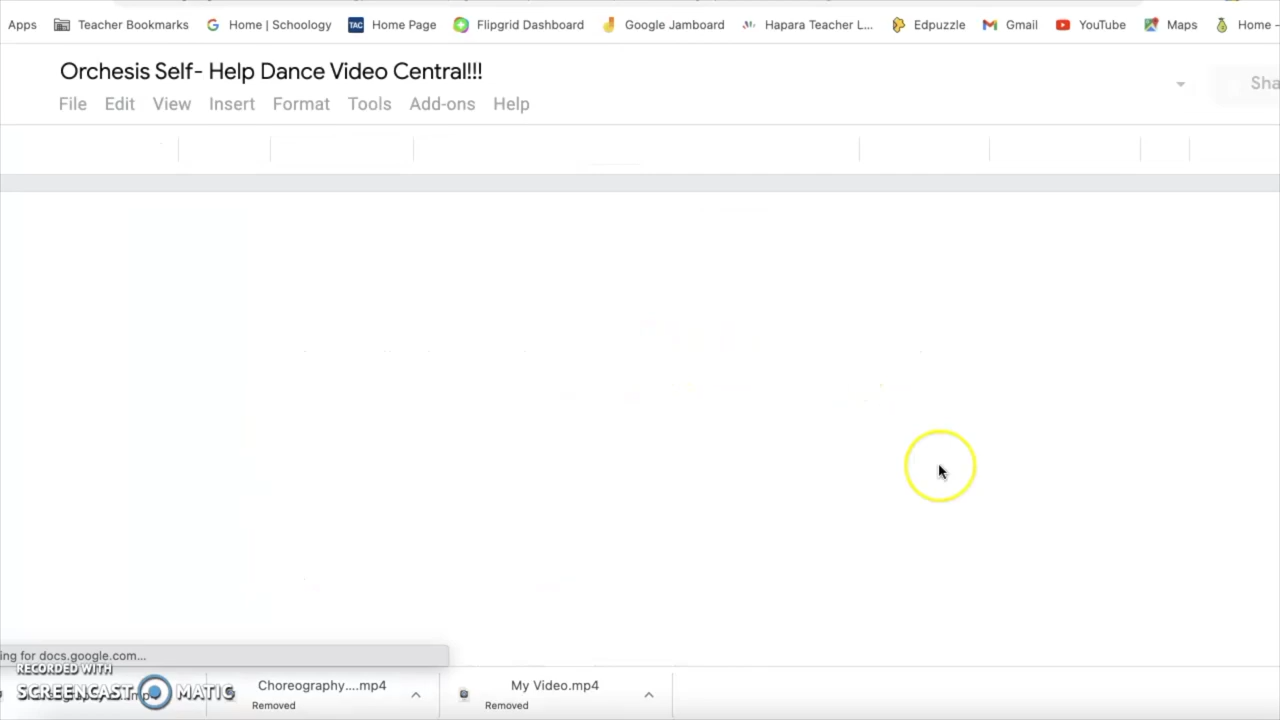 Apps Teacher Bookmarks Home | Schoology TAC Home Page Flipgrid Dashboard Google Jamboard Hapara Teacher L... Edpuzzle Gmail YouTube Maps Home -
Orchesis Self- Help Dance Video Central!!!
Sha
File Edit View Insert Format Tools Add-ons Help
ing for docs.google.com...
RECORDED WITH
SCREENCAST MATIC
Choreography....mp4 My Video.mp4
Removed Removed